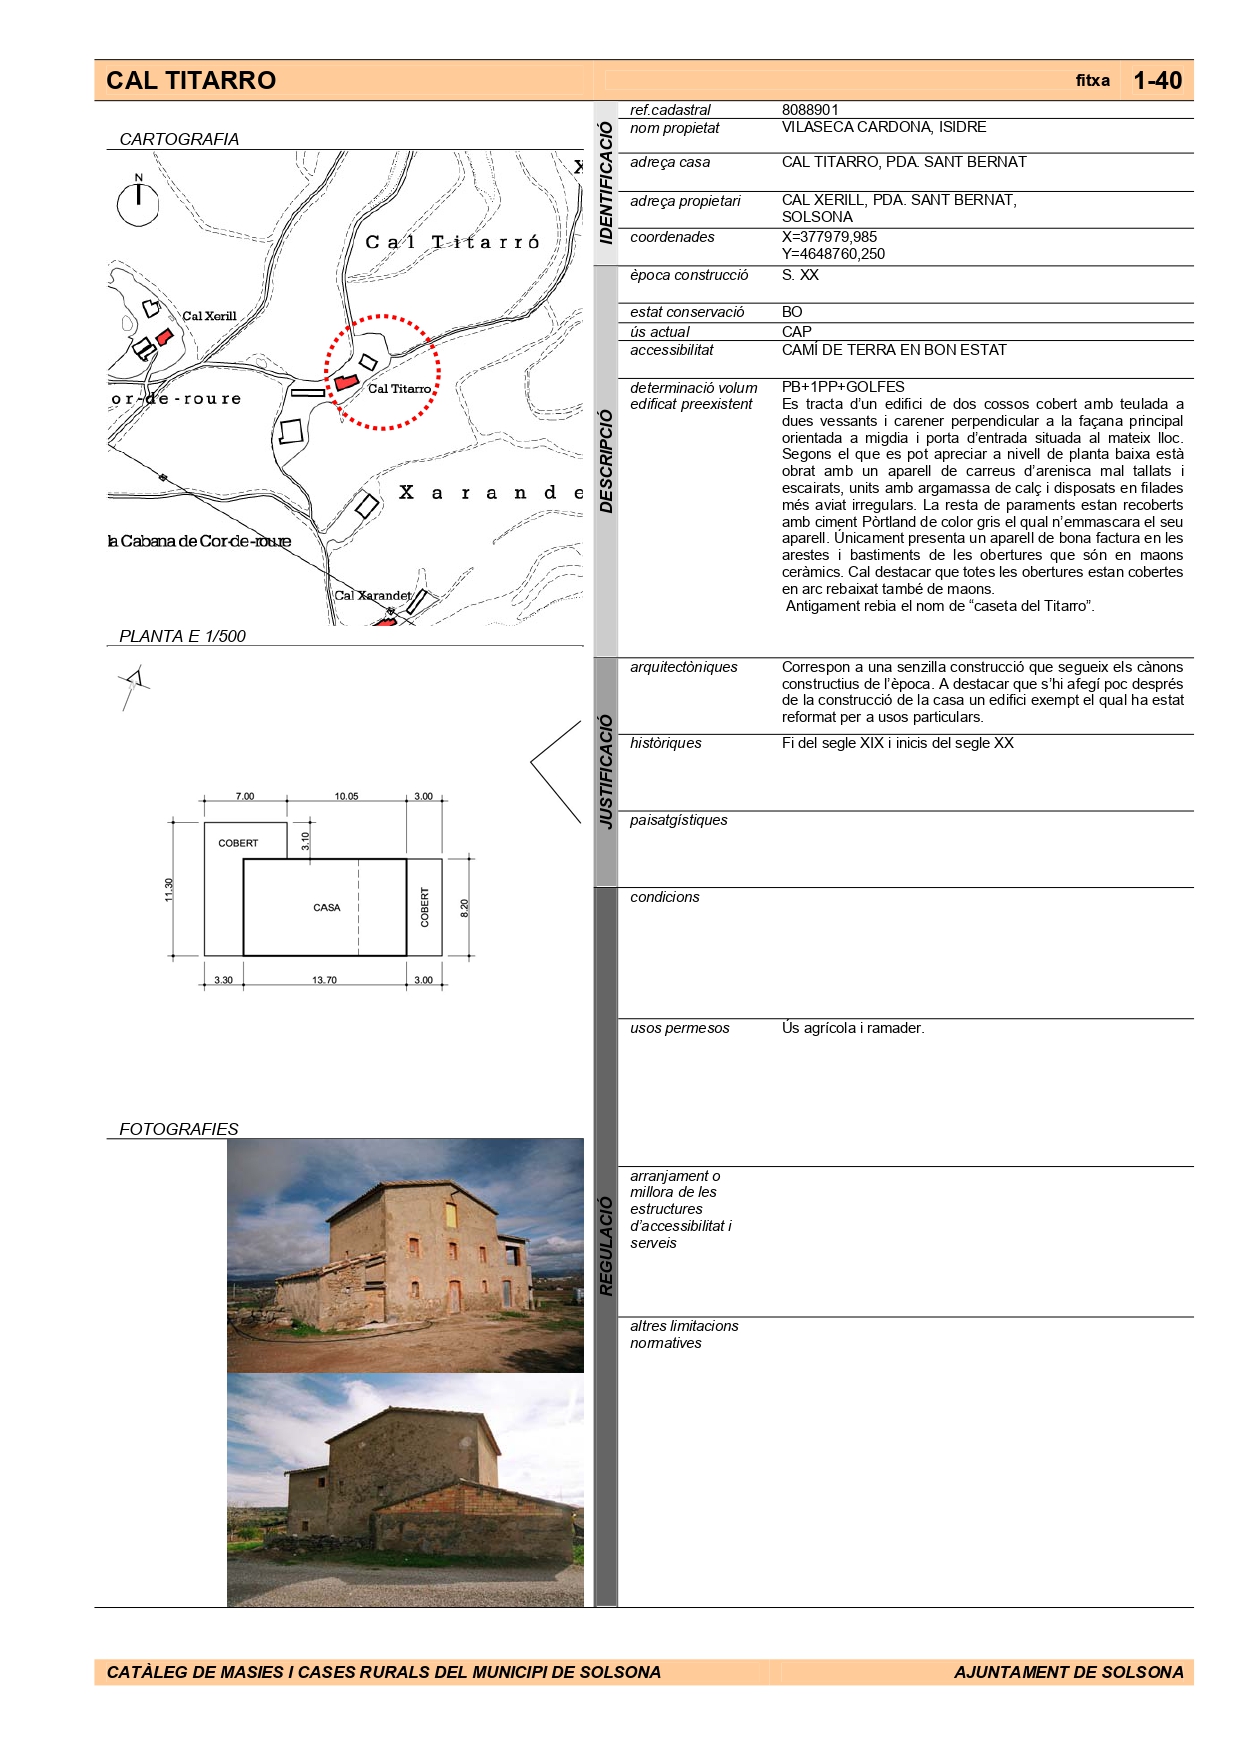 CAL TITARRO
fitxa 1-40
CARTOGRAFIA
N
X
Cal Titarró
Cal Xerill
Cal Titarro
or-de-roure
Xarande
la Cabana de Cor-de-roure
Cal Xarandet
PLANTA E 1/500
7.00 10.05 3.00
COBERT
3.10
11.30
CASA
COBERT
8.20
3.30 13.70 3.00
FOTOGRAFIES
IDENTIFICACIÓ
ref.cadastral 8088901
nom propietat VILASECA CARDONA, ISIDRE
adreça casa CAL TITARRO, PDA. SANT BERNAT
adreça propietari CAL XERILL, PDA. SANT BERNAT,
SOLSONA
coordenades X=377979,985
Y=4648760,250
DESCRIPCIÓ
època construcció S. XX
estat conservació BO
ús actual CAP
accessibilitat CAMÍ DE TERRA EN BON ESTAT
determinació volum PB+1PP+GOLFES
edificat preexistent Es tracta d’un edifici de dos cossos cobert amb teulada a
dues vessants i carener perpendicular a la façana principal
orientada a migdia i porta d’entrada situada al mateix lloc.
Segons el que es pot apreciar a nivell de planta baixa està
obrat amb un aparell de carreus d’arenisca mal tallats i
escairats, units amb argamassa de calç i disposats en filades
més aviat irregulars. La resta de paraments estan recoberts
amb ciment Pòrtland de color gris el qual n’emmascara el seu
aparell. Únicament presenta un aparell de bona factura en les
arestes i bastiments de les obertures que són en maons
ceràmics. Cal destacar que totes les obertures estan cobertes
en arc rebaixat també de maons.
Antigament rebia el nom de “caseta del Titarro”.
JUSTIFICACIÓ
arquitectòniques Correspon a una senzilla construcció que segueix els cànons
constructius de l’època. A destacar que s’hi afegí poc després
de la construcció de la casa un edifici exempt el qual ha estat
reformat per a usos particulars.
històriques Fi del segle XIX i inicis del segle XX
paisatgístiques
REGULACIÓ
condicions
usos permesos Ús agrícola i ramader.
arranjament o
millora de les
estructures
d’accessibilitat i
serveis
altres limitacions
normatives
CATÀLEG DE MASIES I CASES RURALS DEL MUNICIPI DE SOLSONA
AJUNTAMENT DE SOLSONA